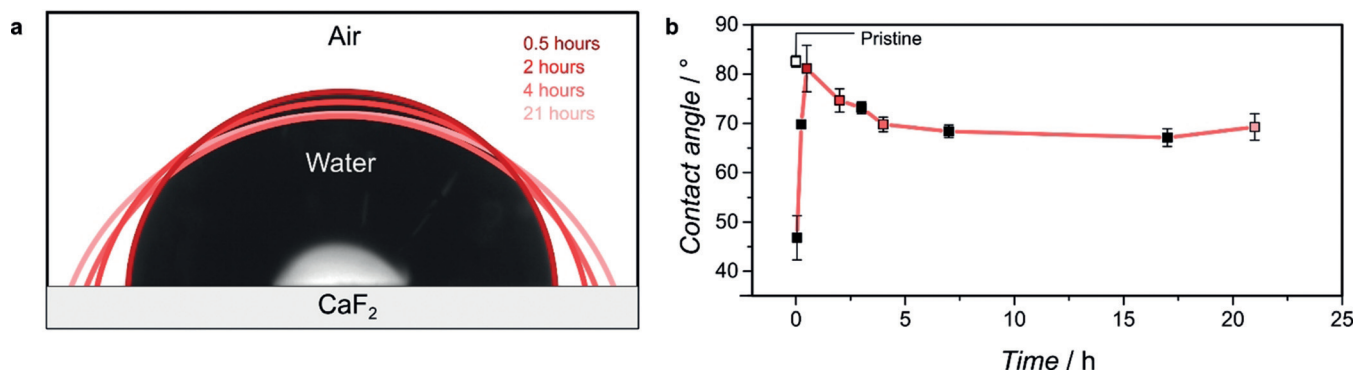 a
Air
0.5 hours
2 hours
4 hours
21 hours
Water
CaF₂
b
90
80
70
60
50
40
Contact angle / °
Pristine
0
5
10
15
20
25
Time / h